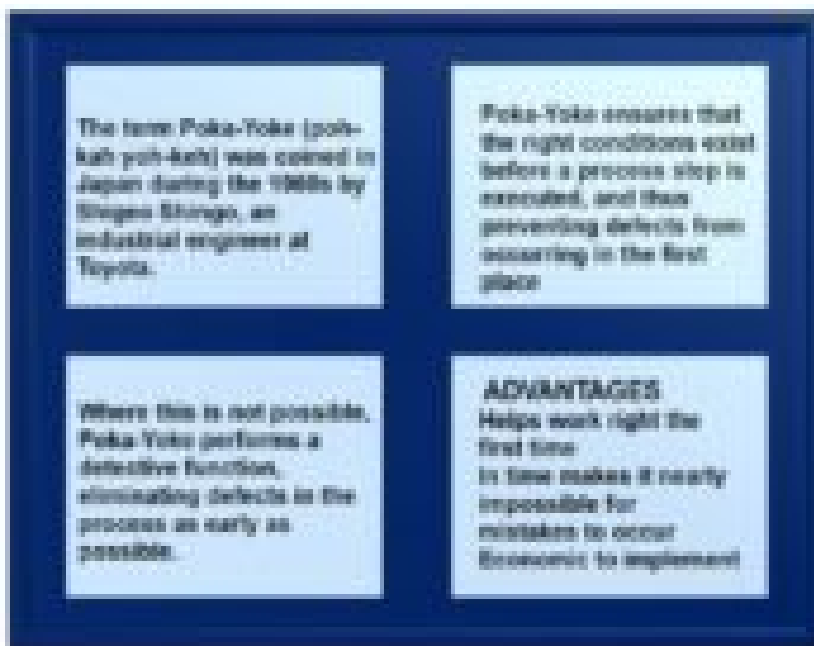 The term Poka-Yoke (poh-
kah yoh-keh) was coined in
Japan during the 1960s by
Shigeo Shingo, an
industrial engineer at
Toyota.
Poka-Yoke ensures that
the right conditions exist
before a process step is
executed, and thus
preventing defects from
occurring in the first
place
Where this is not possible,
Poka-Yoke performs a
detective function,
eliminating defects in the
process as early as
possible.
ADVANTAGES
Helps work right the
first time
In time makes it nearly
impossible for
mistakes to occur
Economic to implement